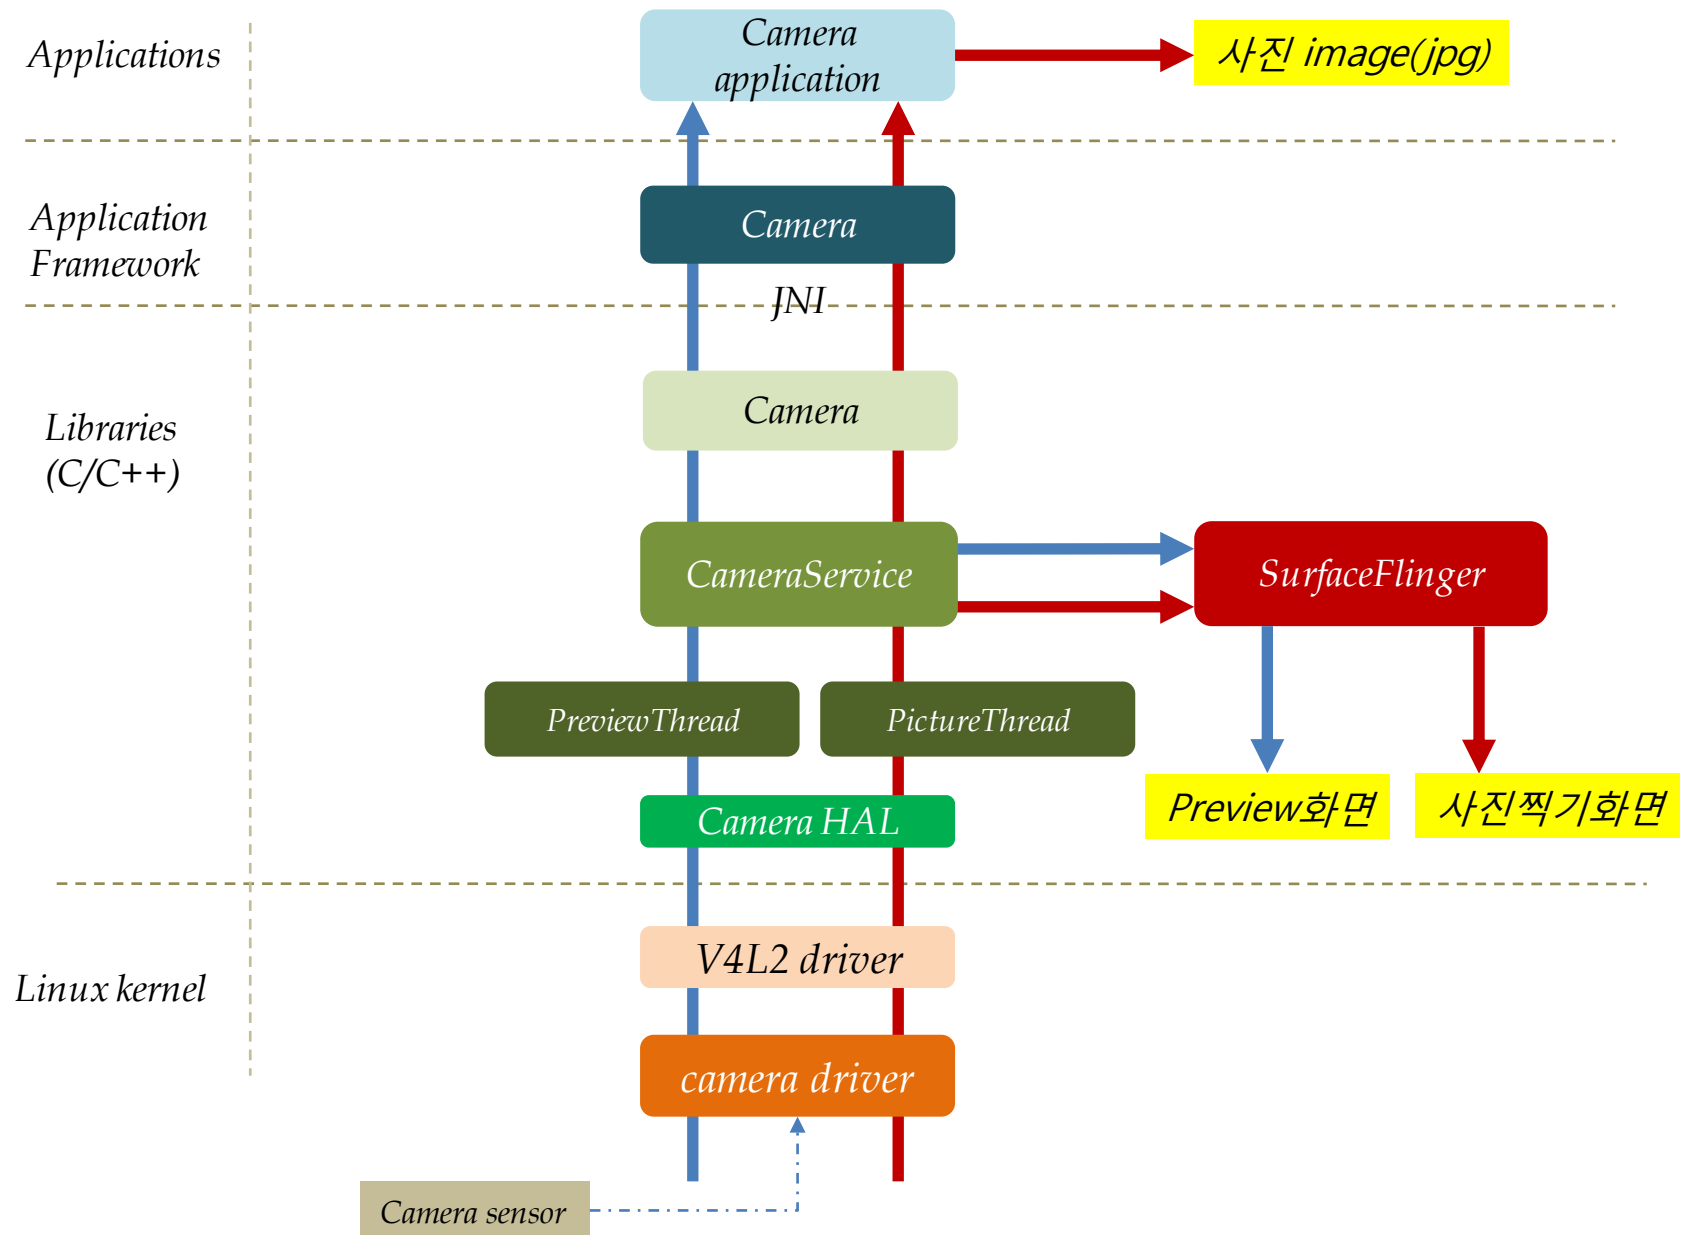 Applications
Camera
application
사진 image(jpg)
Application
Framework
Camera
JNI
Libraries
(C/C++)
Camera
CameraService
SurfaceFlinger
PreviewThread
PictureThread
Camera HAL
Preview화면
사진찍기화면
Linux kernel
V4L2 driver
camera driver
Camera sensor